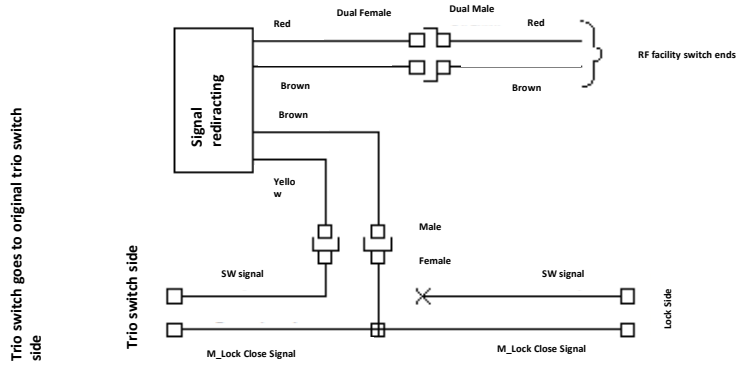 Dual Female
Dual Male
Red
Red
RF facility switch ends
Brown
Brown
Signal
rediracting
Brown
Yello
w
Male
Female
SW signal
SW signal
M_Lock Close Signal
M_Lock Close Signal
Lock Side
Trio switch side
Trio switch goes to original trio switch
side